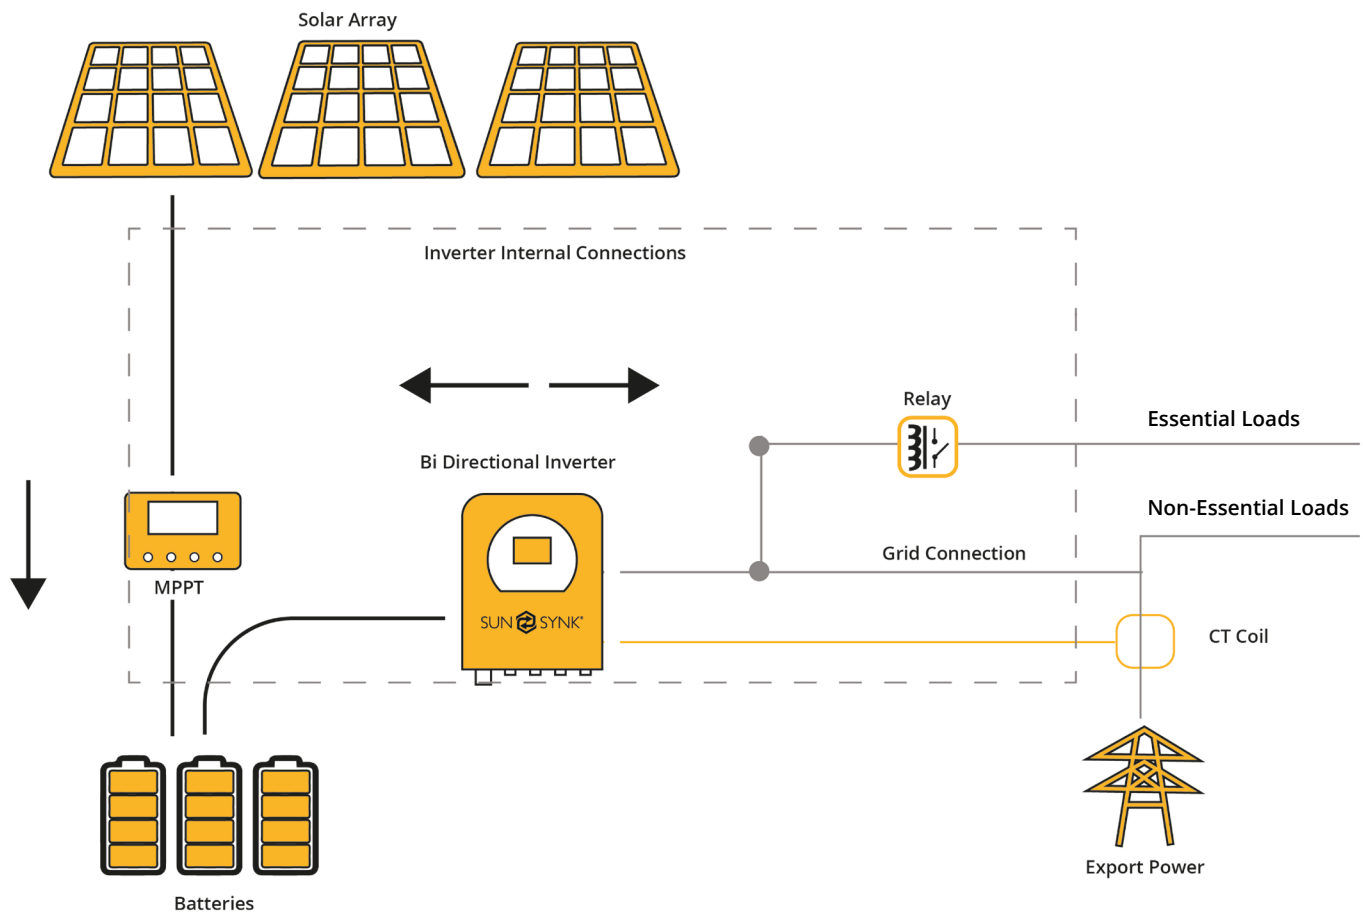 Solar Array
Inverter Internal Connections
Relay
Essential Loads
Bi Directional Inverter
Non-Essential Loads
Grid Connection
MPPT
SUN SYNK®
CT Coil
Export Power
Batteries